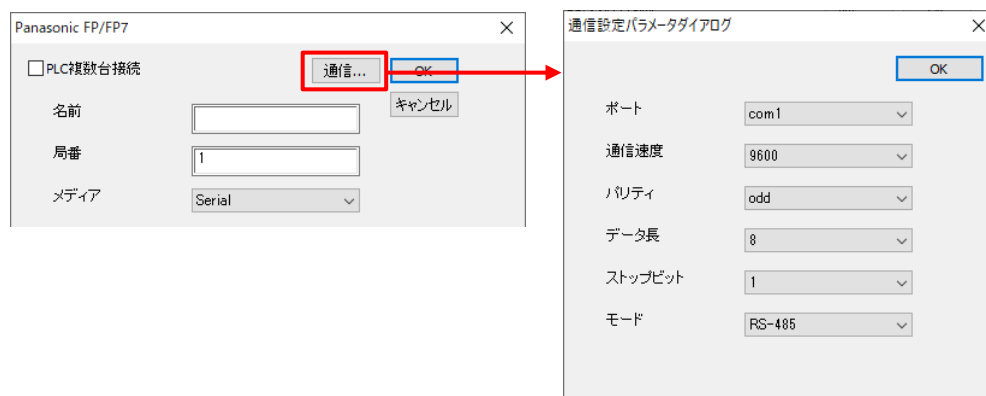 Panasonic FP/FP7
PLC複数台接続
通信...
OK
キャンセル
名前
局番
1
メディア
Serial
通信設定パラメータダイアログ
OK
ポート
com1
通信速度
9600
パリティ
odd
データ長
8
ストップビット
1
モード
RS-485